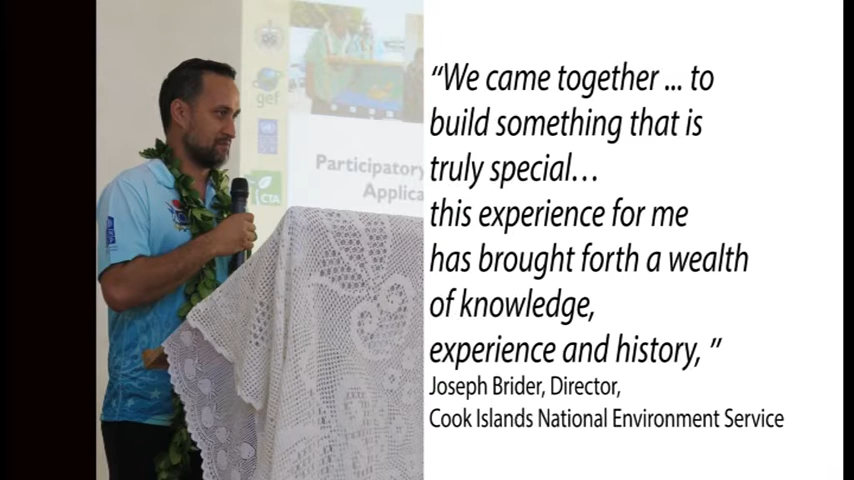 gef
CTA
Participatory
Applica
“We came together ... to
build something that is
truly special…
this experience for me
has brought forth a wealth
of knowledge,
experience and history, ”
Joseph Brider, Director,
Cook Islands National Environment Service